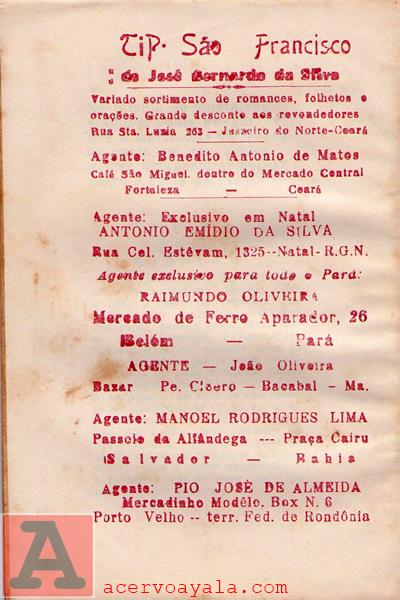 Tip. São Francisco
: de José Bernardo da Silva
Variado sortimento de romances, folhetos e
orações. Grande desconto aos revendedores
Rua Sta. Luzia 263 — Juazeiro do Norte-Ceará
Agente: Benedito Antonio de Matos
Café São Miguel, dentro do Mercado Central
Fortaleza — Ceará
Agente: Exclusivo em Natal
ANTONIO EMÍDIO DA SILVA
Rua Cel. Estêvam, 1325--Natal-R.G.N.
Agente exclusivo para todo o Pará:
RAIMUNDO OLIVEIRA
Mercado de Ferro Aparador, 26
Belém — Pará
AGENTE — João Oliveira
Bazar Pe. Cícero — Bacabal — Ma.
Agente: MANOEL RODRIGUES LIMA
Passeio da Alfândega --- Praça Cairu
Salvador — Bahia
Agente: PIO JOSÈ DE ALMEIDA
Mercadinho Modêlo, Box N. 6
Porto Velho -- terr. Fed. de Rondônia
A
acervoayala.com